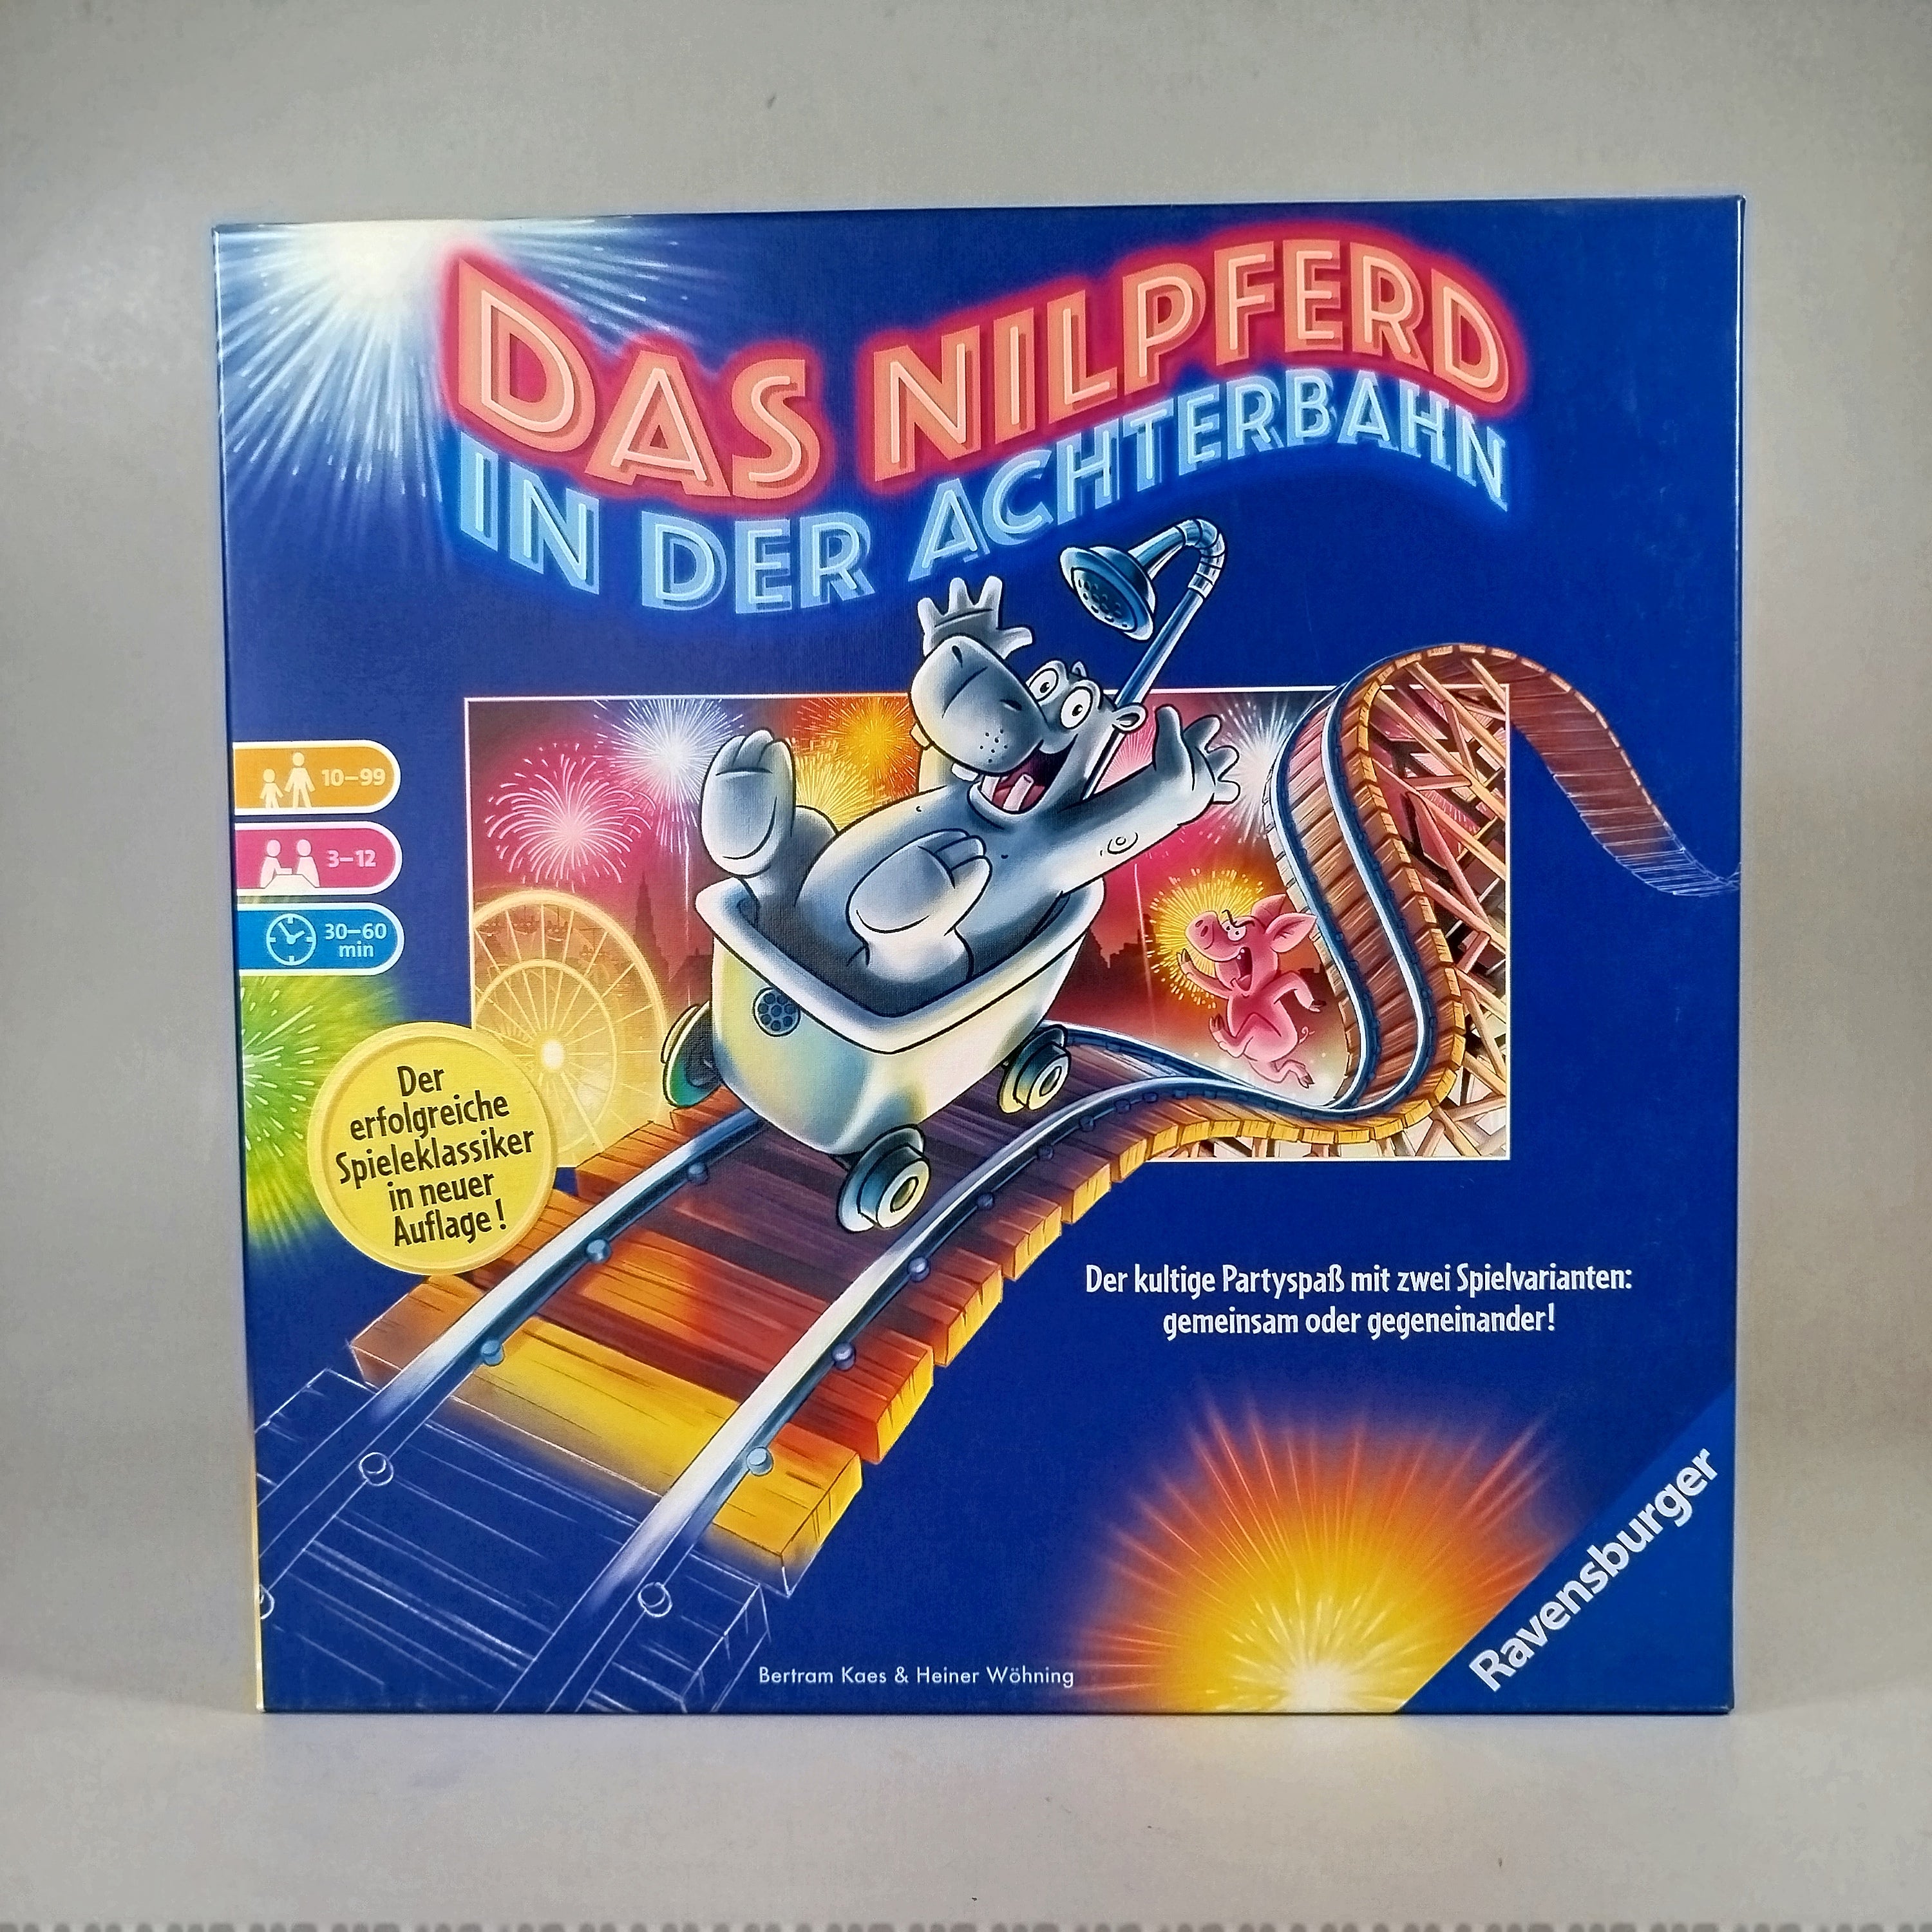 DAS NILPFERD
IN DER ACHTERBAHN
10–99
3–12
30–60
min
Der
erfolgreiche
Spieleklassiker
in neuer
Auflage!
Der kultige Partyspaß mit zwei Spielvarianten:
gemeinsam oder gegeneinander!
Bertram Kaes & Heiner Wöhning
Ravensburger